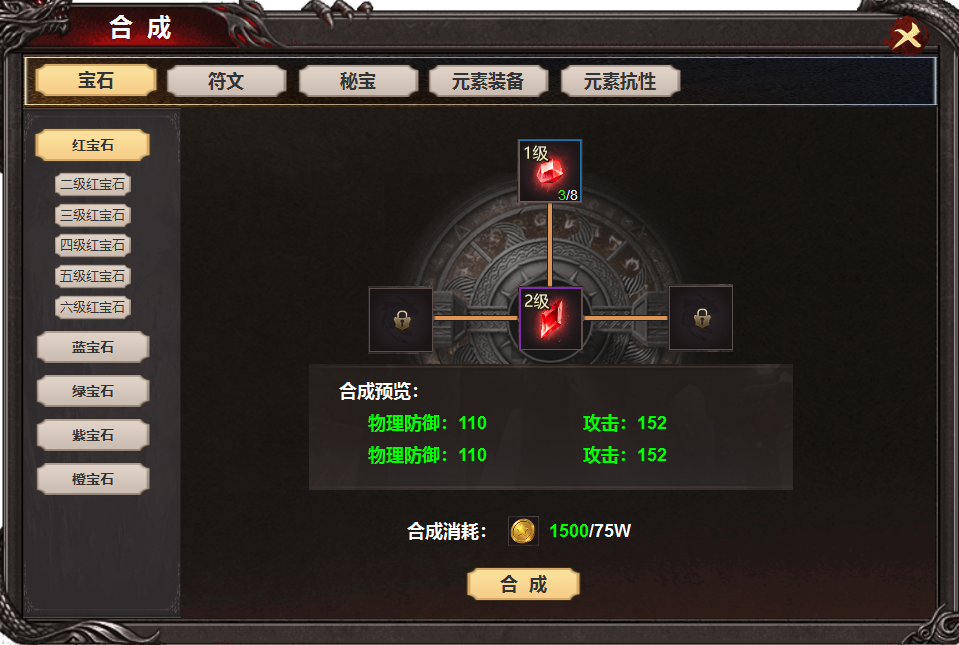 合 成
宝石 符文 秘宝 元素装备 元素抗性
红宝石
二级红宝石
三级红宝石
四级红宝石
五级红宝石
六级红宝石
蓝宝石
绿宝石
紫宝石
橙宝石
1级
3/8
2级
合成预览：
物理防御：110 攻击：152
物理防御：110 攻击：152
合成消耗： 1500/75W
合 成